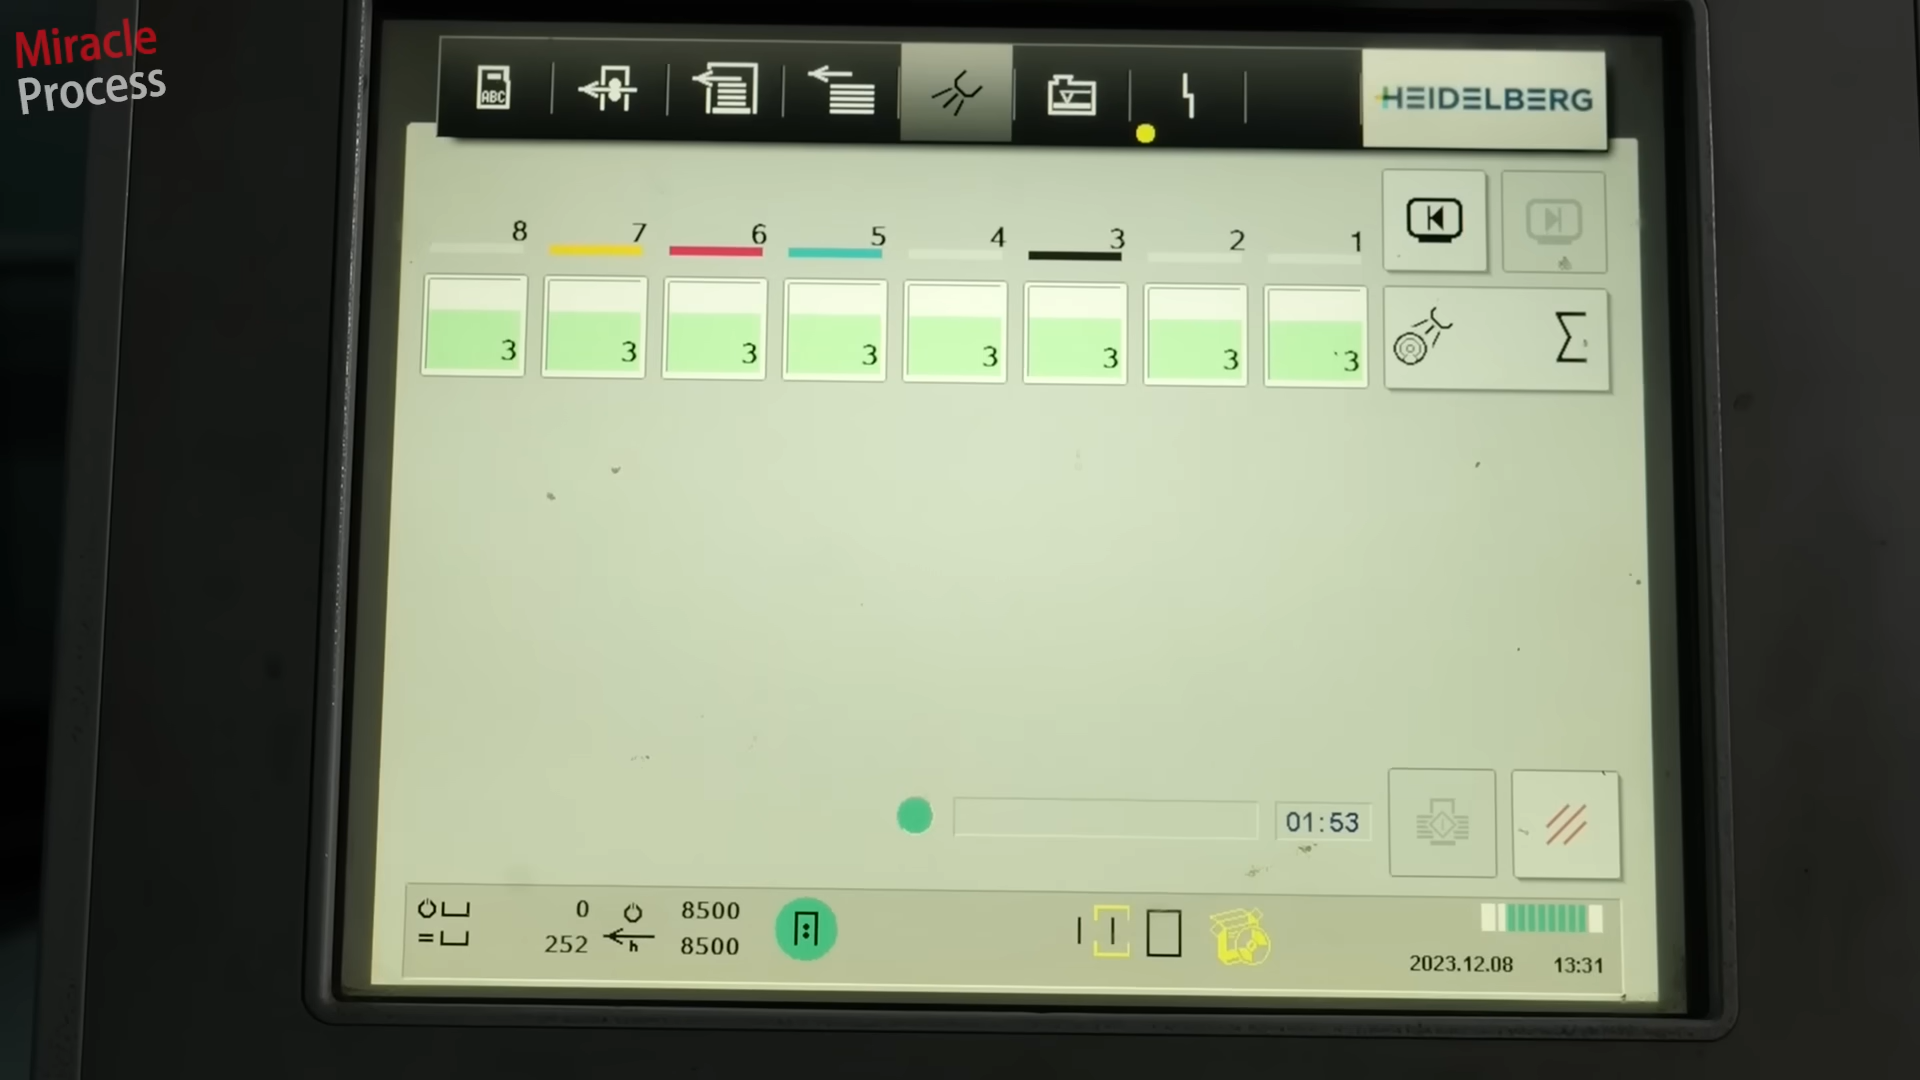 Miracle
Process
ABC
HEIDELBERG
8 7 6 5 4 3 2 1
3 3 3 3 3 3 3 3
Σ
01:53
0 8500
= 252 h 8500
2023.12.08 13:31